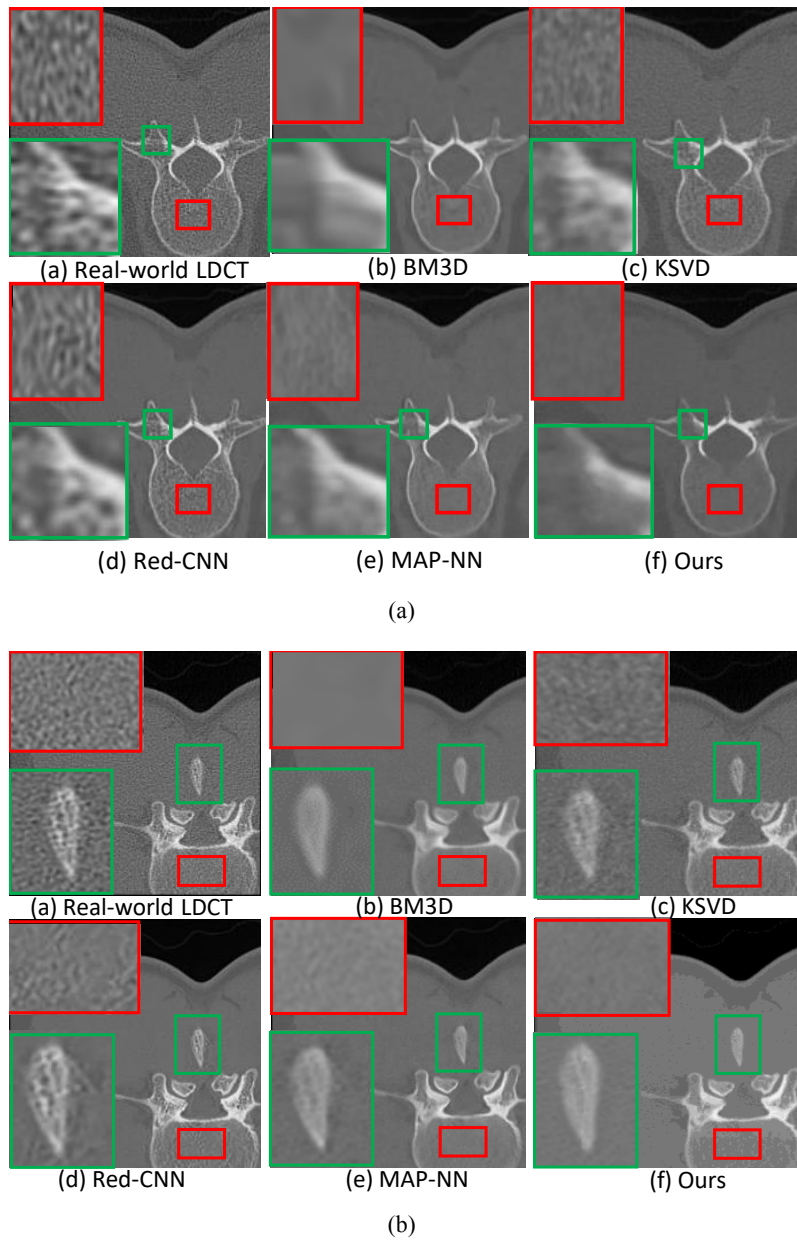 (a) Real-world LDCT
(b) BM3D
(c) KSVD
(d) Red-CNN
(e) MAP-NN
(f) Ours
(a)
(a) Real-world LDCT
(b) BM3D
(c) KSVD
(d) Red-CNN
(e) MAP-NN
(f) Ours
(b)